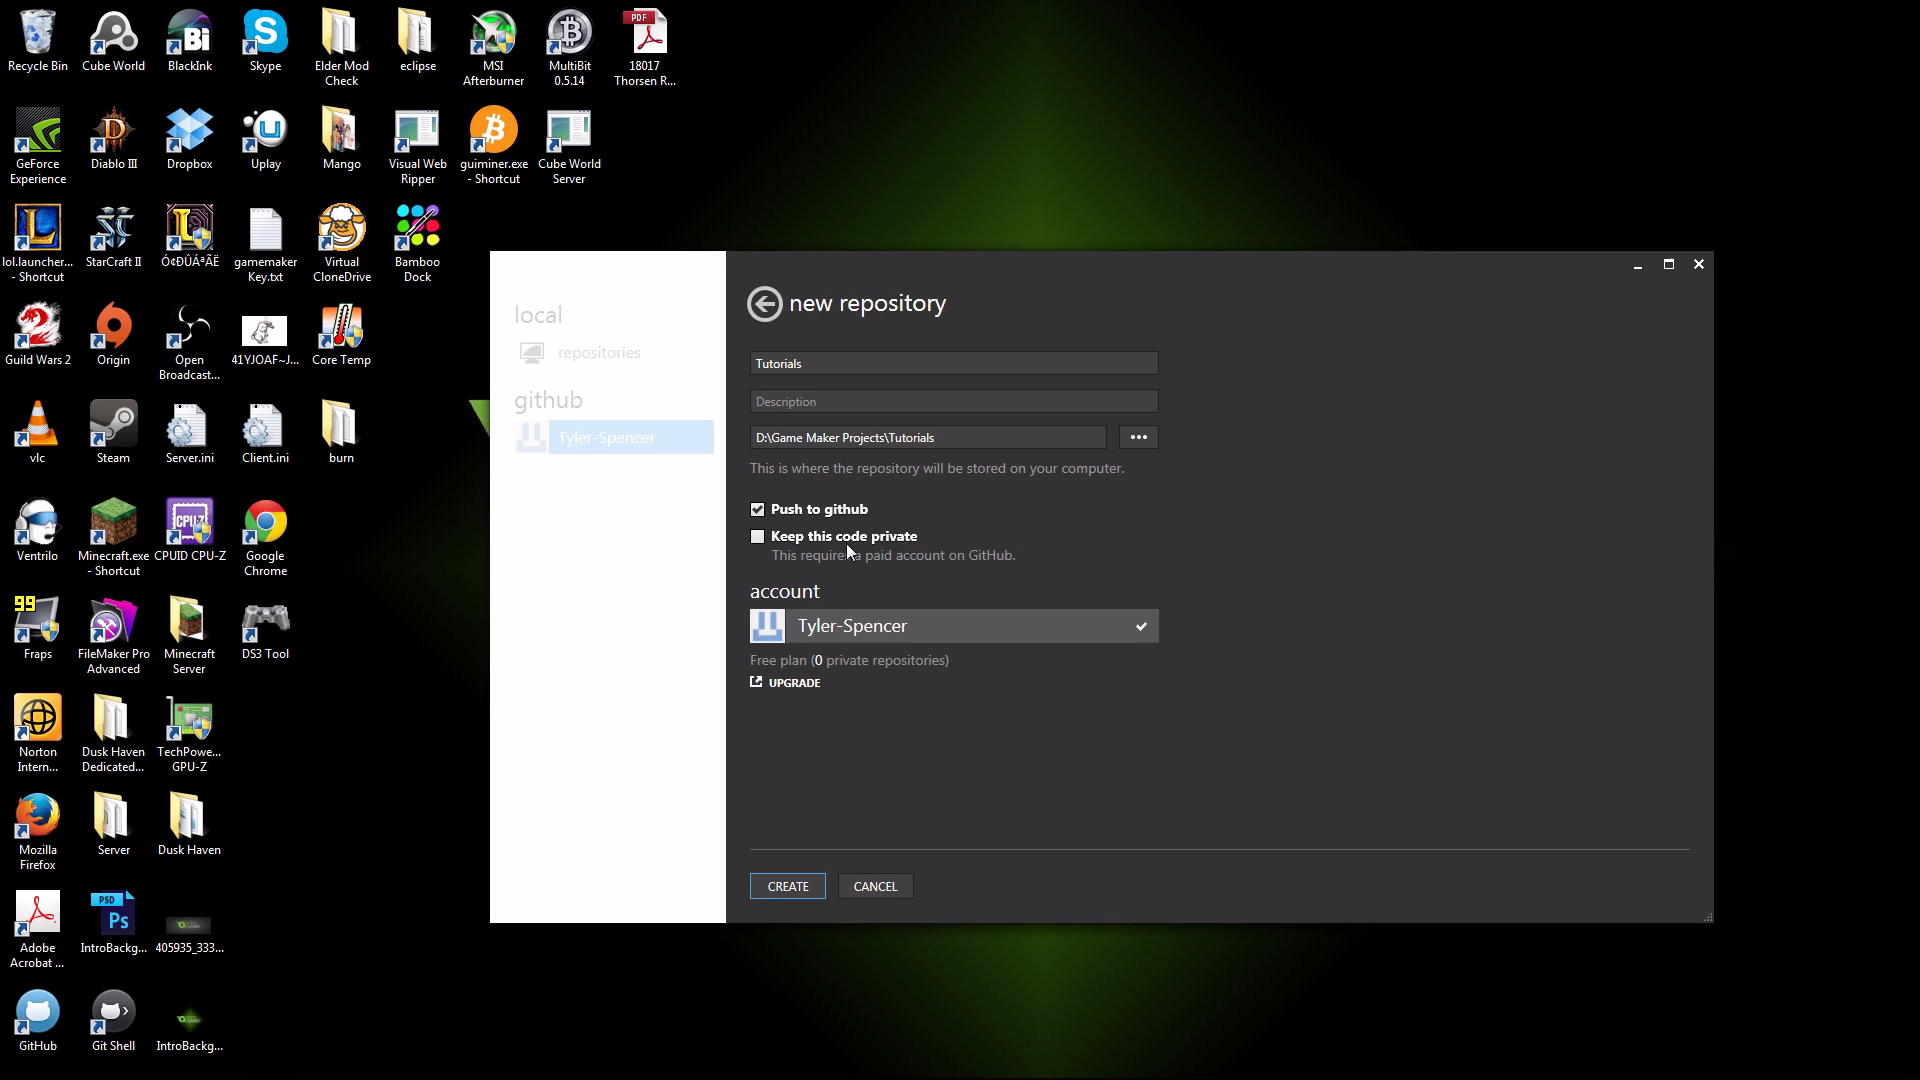 Recycle Bin
Cube World
BlackInk
Skype
Elder Mod
Check
eclipse
MSI
Afterburner
MultiBit
0.5.14
PDF
18017
Thorsen R...
GeForce
Experience
Diablo III
Dropbox
Uplay
Mango
Visual Web
Ripper
guiminer.exe
- Shortcut
Cube World
Server
lol.launcher...
- Shortcut
StarCraft II
Ó¢ÐÛÁªÃË
gamemaker
Key.txt
Virtual
CloneDrive
Bamboo
Dock
Guild Wars 2
Origin
Open
Broadcast...
41YJOAF~J...
Core Temp
vlc
Steam
Server.ini
Client.ini
burn
Ventrilo
Minecraft.exe
- Shortcut
CPU-Z
CPUID CPU-Z
Google
Chrome
99
Fraps
FileMaker Pro
Advanced
Minecraft
Server
DS3 Tool
Norton
Intern...
Dusk Haven
Dedicated...
TechPowe...
GPU-Z
Mozilla
Firefox
Server
Dusk Haven
Adobe
Acrobat ...
PSD
Ps
IntroBackg...
405935_333...
GitHub
Git Shell
IntroBackg...
local
repositories
github
Tyler-Spencer
new repository
Tutorials
Description
D:\Game Maker Projects\Tutorials
This is where the repository will be stored on your computer.
Push to github
Keep this code private
This requires a paid account on GitHub.
account
Tyler-Spencer
Free plan (0 private repositories)
UPGRADE
CREATE
CANCEL